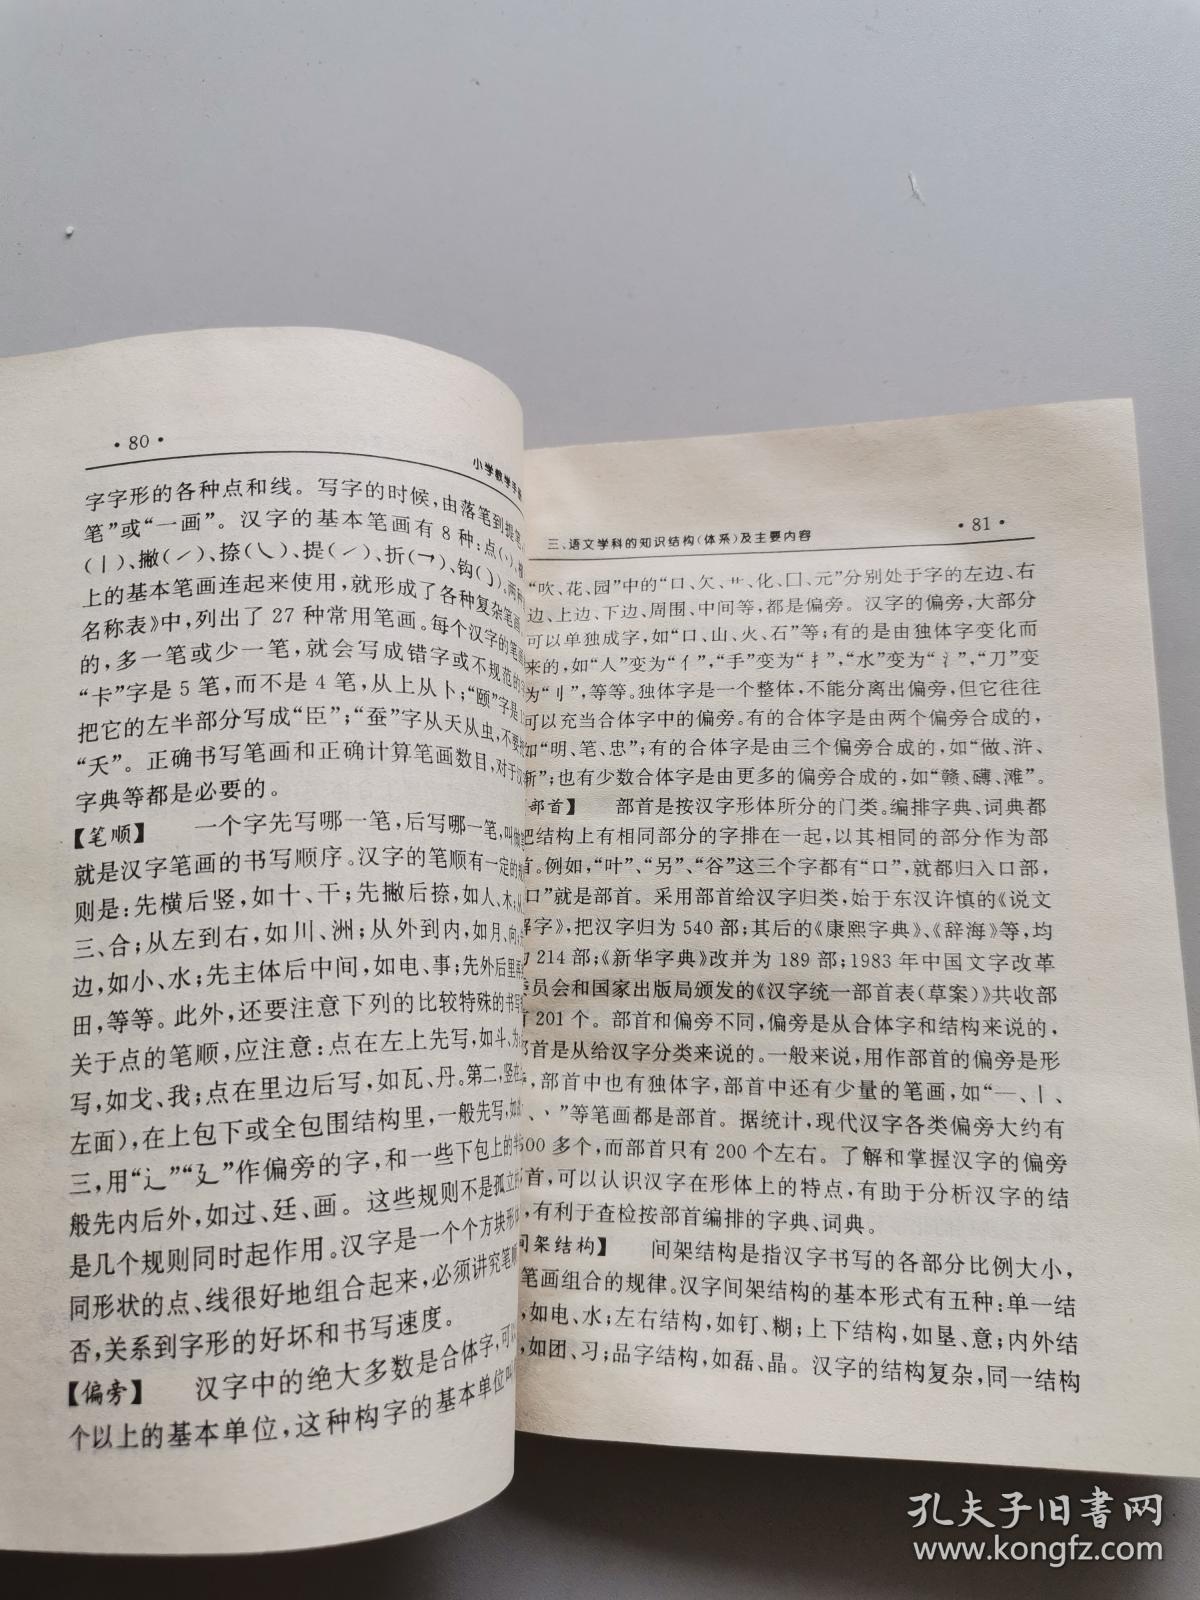 ·80·
小学教学手
字字形的各种点和线。写字的时候,由落笔到提笔
笔”或“一画”。汉字的基本笔画有8种:点(丶)、
(丨)、撇(㇒)、捺(㇏)、提(㇀)、折(㇕)、钩(亅)。两
上的基本笔画连起来使用,就形成了各种复杂笔画
名称表》中,列出了27种常用笔画。每个汉字的笔
的,多一笔或少一笔,就会写成错字或不规范的
“卡”字是5笔,而不是4笔,从上从卜;“颐”字是
把它的左半部分写成“臣”;“蚕”字从天从虫,不要
“天”。正确书写笔画和正确计算笔画数目,对于
字典等都是必要的。
【笔顺】 一个字先写哪一笔,后写哪一笔,叫
就是汉字笔画的书写顺序。汉字的笔顺有一定的
则是:先横后竖,如十、干;先撇后捺,如人、木;
三、合;从左到右,如川、洲;从外到内,如月、向;
边,如小、水;先主体后中间,如电、事;先外后里
田,等等。此外,还要注意下列的比较特殊的书写
关于点的笔顺,应注意:点在左上先写,如斗、为
写,如戈、我;点在里边后写,如瓦、丹。第二,竖在
左面),在上包下或全包围结构里,一般先写,如
三,用“辶”“廴”作偏旁的字,和一些下包上的半
般先内后外,如过、廷、画。这些规则不是孤立
是几个规则同时起作用。汉字是一个个方块形
同形状的点、线很好地组合起来,必须讲究笔顺
否,关系到字形的好坏和书写速度。
【偏旁】 汉字中的绝大多数是合体字,可
个以上的基本单位,这种构字的基本单位叫
三、语文学科的知识结构(体系)及主要内容 ·81·
“吹、花、园”中的“口、欠、艹、化、囗、元”分别处于字的左边、右
边、上边、下边、周围、中间等,都是偏旁。汉字的偏旁,大部分
可以单独成字,如“口、山、火、石”等;有的是由独体字变化而
来的,如“人”变为“亻”,“手”变为“扌”,“水”变为“氵”,“刀”变
为“刂”,等等。独体字是一个整体,不能分离出偏旁,但它往往
可以充当合体字中的偏旁。有的合体字是由两个偏旁合成的,
如“明、笔、忠”;有的合体字是由三个偏旁合成的,如“做、浒、
新”;也有少数合体字是由更多的偏旁合成的,如“赣、礴、滩”。
部首】 部首是按汉字形体所分的门类。编排字典、词典都
把结构上有相同部分的字排在一起,以其相同的部分作为部
首。例如,“叶”、“另”、“谷”这三个字都有“口”,就都归入口部,
口”就是部首。采用部首给汉字归类,始于东汉许慎的《说文
解字》,把汉字归为540部;其后的《康熙字典》、《辞海》等,均
214部;《新华字典》改并为189部;1983年中国文字改革
委员会和国家出版局颁发的《汉字统一部首表(草案)》共收部
首201个。部首和偏旁不同,偏旁是从合体字和结构来说的,
部首是从给汉字分类来说的。一般来说,用作部首的偏旁是形
,部首中也有独体字,部首中还有少量的笔画,如“一、丨、
、丶”等笔画都是部首。据统计,现代汉字各类偏旁大约有
00多个,而部首只有200个左右。了解和掌握汉字的偏旁
首,可以认识汉字在形体上的特点,有助于分析汉字的结
,有利于查检按部首编排的字典、词典。
间架结构】 间架结构是指汉字书写的各部分比例大小,
笔画组合的规律。汉字间架结构的基本形式有五种:单一结
,如电、水;左右结构,如钉、糊;上下结构,如垦、意;内外结
,如团、习;品字结构,如磊、晶。汉字的结构复杂,同一结构
孔夫子旧书网
www.kongfz.com